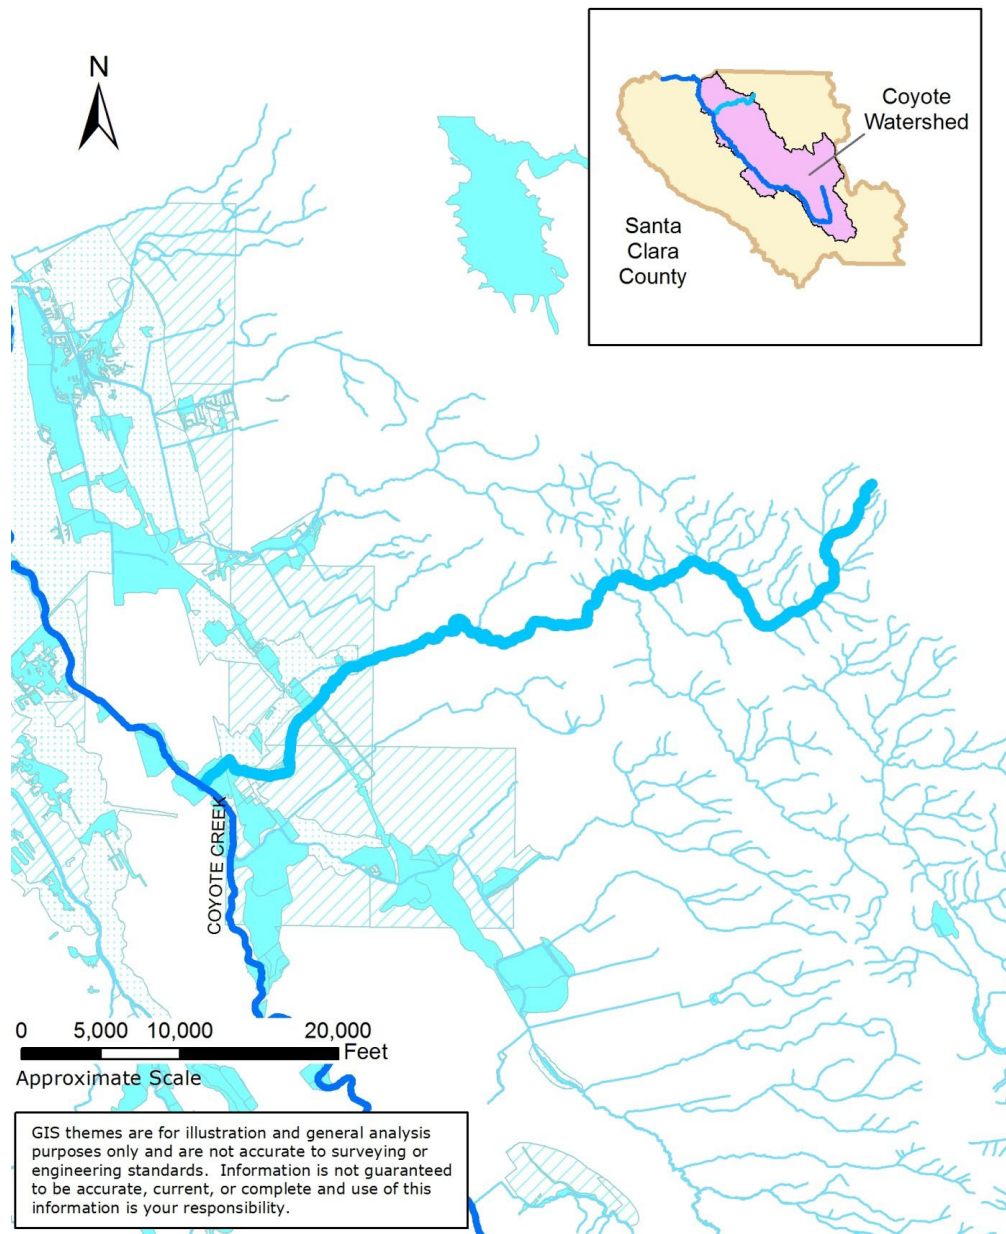 N
Coyote
Watershed
Santa
Clara
County
COYOTE CREEK
0 5,000 10,000 20,000
Feet
Approximate Scale
GIS themes are for illustration and general analysis
purposes only and are not accurate to surveying or
engineering standards.  Information is not guaranteed
to be accurate, current, or complete and use of this
information is your responsibility.